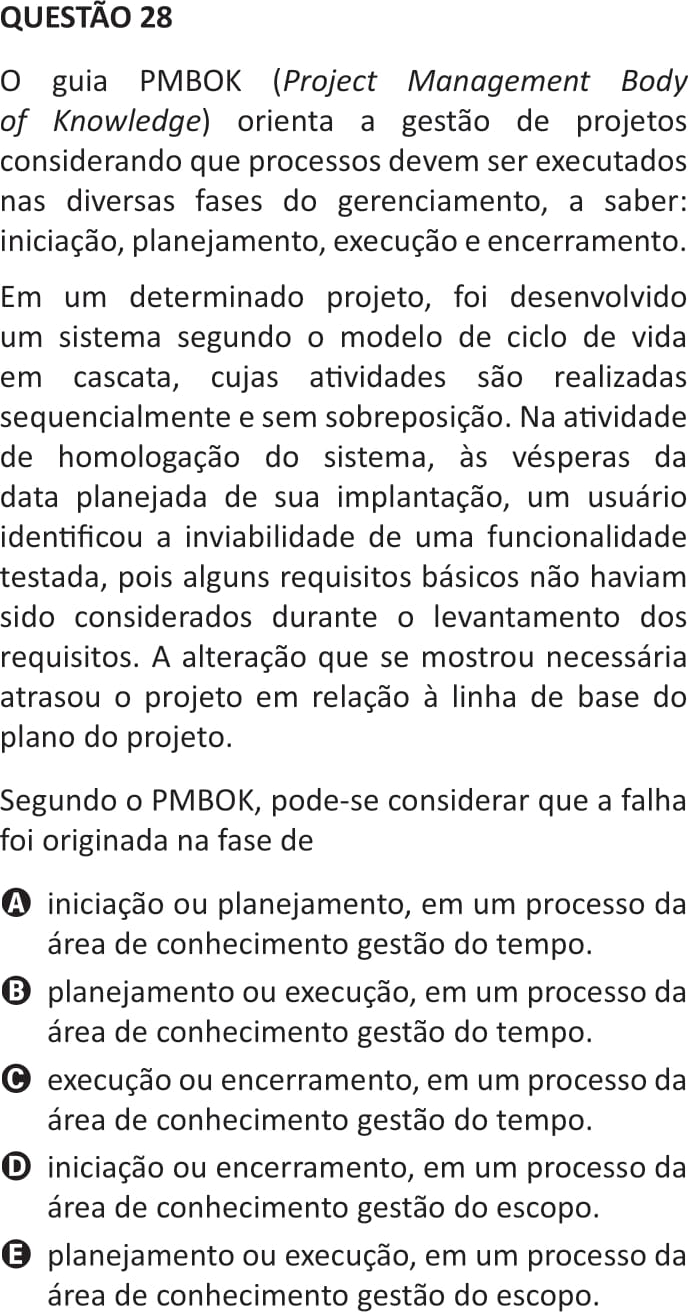 QUESTÃO 28
O guia PMBOK (Project Management Body
of Knowledge) orienta a gestão de projetos
considerando que processos devem ser executados
nas diversas fases do gerenciamento, a saber:
iniciação, planejamento, execução e encerramento.
Em um determinado projeto, foi desenvolvido
um sistema segundo o modelo de ciclo de vida
em cascata, cujas atividades são realizadas
sequencialmente e sem sobreposição. Na atividade
de homologação do sistema, às vésperas da
data planejada de sua implantação, um usuário
identificou a inviabilidade de uma funcionalidade
testada, pois alguns requisitos básicos não haviam
sido considerados durante o levantamento dos
requisitos. A alteração que se mostrou necessária
atrasou o projeto em relação à linha de base do
plano do projeto.
Segundo o PMBOK, pode-se considerar que a falha
foi originada na fase de
A iniciação ou planejamento, em um processo da
área de conhecimento gestão do tempo.
B planejamento ou execução, em um processo da
área de conhecimento gestão do tempo.
C execução ou encerramento, em um processo da
área de conhecimento gestão do tempo.
D iniciação ou encerramento, em um processo da
área de conhecimento gestão do escopo.
E planejamento ou execução, em um processo da
área de conhecimento gestão do escopo.